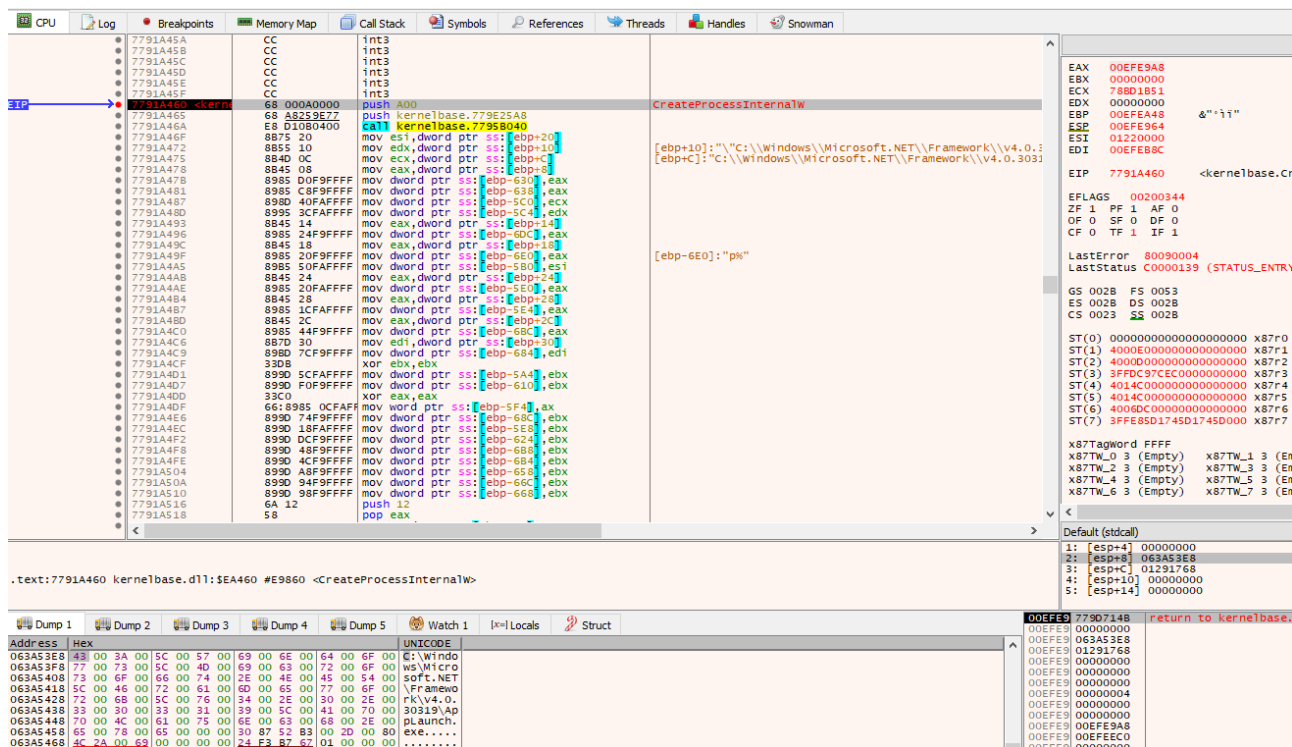 CPU Log Breakpoints Memory Map Call Stack Symbols References Threads Handles Snowman
7791A45A CC int3
7791A45B CC int3
7791A45C CC int3
7791A45D CC int3
7791A45E CC int3
7791A45F CC int3
EIP 7791A460 <kerne 68 000A0000 push A00 CreateProcessInternalW
7791A465 68 A8259E77 push kernelbase.779E25A8
7791A46A E8 D10B0400 call kernelbase.7795B040
7791A46F 8B75 20 mov esi,dword ptr ss:[ebp+20]
7791A472 8B55 10 mov edx,dword ptr ss:[ebp+10] [ebp+10]:"\"C:\\Windows\\Microsoft.NET\\Framework\\v4.0.3
7791A475 8B4D 0C mov ecx,dword ptr ss:[ebp+C] [ebp+C]:"C:\\Windows\\Microsoft.NET\\Framework\\v4.0.3031
7791A478 8B45 08 mov eax,dword ptr ss:[ebp+8]
7791A47B 8985 D0F9FFFF mov dword ptr ss:[ebp-630],eax
7791A481 8985 C8F9FFFF mov dword ptr ss:[ebp-638],eax
7791A487 898D 40FAFFFF mov dword ptr ss:[ebp-5C0],ecx
7791A48D 8995 3CFAFFFF mov dword ptr ss:[ebp-5C4],edx
7791A493 8B45 14 mov eax,dword ptr ss:[ebp+14]
7791A496 8985 24F9FFFF mov dword ptr ss:[ebp-6DC],eax
7791A49C 8B45 18 mov eax,dword ptr ss:[ebp+18]
7791A49F 8985 20F9FFFF mov dword ptr ss:[ebp-6E0],eax [ebp-6E0]:"p%"
7791A4A5 89B5 50FAFFFF mov dword ptr ss:[ebp-5B0],esi
7791A4AB 8B45 24 mov eax,dword ptr ss:[ebp+24]
7791A4AE 8985 20FAFFFF mov dword ptr ss:[ebp-5E0],eax
7791A4B4 8B45 28 mov eax,dword ptr ss:[ebp+28]
7791A4B7 8985 1CFAFFFF mov dword ptr ss:[ebp-5E4],eax
7791A4BD 8B45 2C mov eax,dword ptr ss:[ebp+2C]
7791A4C0 8985 44F9FFFF mov dword ptr ss:[ebp-6BC],eax
7791A4C6 8B7D 30 mov edi,dword ptr ss:[ebp+30]
7791A4C9 89BD 7CF9FFFF mov dword ptr ss:[ebp-684],edi
7791A4CF 33DB xor ebx,ebx
7791A4D1 899D 5CFAFFFF mov dword ptr ss:[ebp-5A4],ebx
7791A4D7 899D F0F9FFFF mov dword ptr ss:[ebp-610],ebx
7791A4DD 33C0 xor eax,eax
7791A4DF 66:8985 0CFAFF mov word ptr ss:[ebp-5F4],ax
7791A4E6 899D 74F9FFFF mov dword ptr ss:[ebp-68C],ebx
7791A4EC 899D 18FAFFFF mov dword ptr ss:[ebp-5E8],ebx
7791A4F2 899D DCF9FFFF mov dword ptr ss:[ebp-624],ebx
7791A4F8 899D 48F9FFFF mov dword ptr ss:[ebp-6B8],ebx
7791A4FE 899D 4CF9FFFF mov dword ptr ss:[ebp-6B4],ebx
7791A504 899D A8F9FFFF mov dword ptr ss:[ebp-658],ebx
7791A50A 899D 94F9FFFF mov dword ptr ss:[ebp-66C],ebx
7791A510 899D 98F9FFFF mov dword ptr ss:[ebp-668],ebx
7791A516 6A 12 push 12
7791A518 58 pop eax
EAX 00EFE9A8
EBX 00000000
ECX 78BD1B51
EDX 00000000
EBP 00EFEA48
ESP 00EFE964
ESI 01220000
EDI 00EFEB8C
EIP 7791A460 <kernelbase.Cr
EFLAGS 00200344
ZF 1 PF 1 AF 0
OF 0 SF 0 DF 0
CF 0 TF 1 IF 1
LastError 80090004
LastStatus C0000139 (STATUS_ENTRY
GS 002B FS 0053
ES 002B DS 002B
CS 0023 SS 002B
ST(0) 00000000000000000000 x87r0
ST(1) 4000E000000000000000 x87r1
ST(2) 4000D000000000000000 x87r2
ST(3) 3FFDC97CEC0000000000 x87r3
ST(4) 4014C000000000000000 x87r4
ST(5) 4014C000000000000000 x87r5
ST(6) 4006DC00000000000000 x87r6
ST(7) 3FFE85D1745D1745D000 x87r7
x87TagWord FFFF
x87TW_0 3 (Empty) x87TW_1 3 (Em
x87TW_2 3 (Empty) x87TW_3 3 (Em
x87TW_4 3 (Empty) x87TW_5 3 (Em
x87TW_6 3 (Empty) x87TW_7 3 (Em
Default (stdcall)
1: [esp+4] 00000000
2: [esp+8] 063A53E8
3: [esp+C] 01291768
4: [esp+10] 00000000
5: [esp+14] 00000000
.text:7791A460 kernelbase.dll:$EA460 #E9860 <CreateProcessInternalW>
Dump 1 Dump 2 Dump 3 Dump 4 Dump 5 Watch 1 [x=] Locals Struct
Address Hex UNICODE
063A53E8 43 00 3A 00 5C 00 57 00 69 00 6E 00 64 00 6F 00 C:\Windo
063A53F8 77 00 73 00 5C 00 4D 00 69 00 63 00 72 00 6F 00 ws\Micro
063A5408 73 00 6F 00 66 00 74 00 2E 00 4E 00 45 00 54 00 soft.NET
063A5418 5C 00 46 00 72 00 61 00 6D 00 65 00 77 00 6F 00 \Framewo
063A5428 72 00 6B 00 5C 00 76 00 34 00 2E 00 30 00 2E 00 rk\v4.0.
063A5438 33 00 30 00 33 00 31 00 39 00 5C 00 41 00 70 00 30319\Ap
063A5448 70 00 4C 00 61 00 75 00 6E 00 63 00 68 00 2E 00 pLaunch.
063A5458 65 00 78 00 65 00 00 00 30 87 52 B3 00 2D 00 80 exe.....
063A5468 4C 2A 00 69 00 00 00 00 24 F3 B7 67 01 00 00 00 ........
00EFE9 779D714B return to kernelbase.
00EFE9 00000000
00EFE9 063A53E8
00EFE9 01291768
00EFE9 00000000
00EFE9 00000000
00EFE9 00000000
00EFE9 00000004
00EFE9 00000000
00EFE9 00000000
00EFE9 00EFE9A8
00EFE9 00EFEEC0